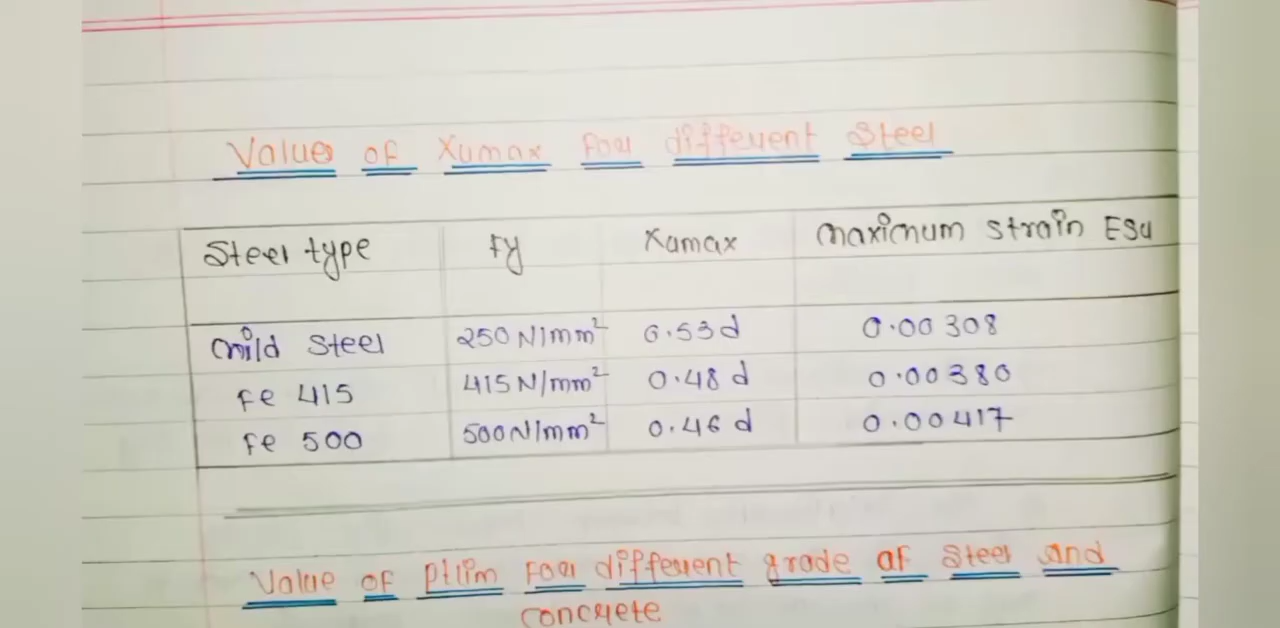 Values of Xumax For different Steel
Steel type Fy Xumax maximum strain Esu
mild Steel 250 N/mm² 0.53 d 0.00308
Fe 415 415 N/mm² 0.48 d 0.00380
Fe 500 500 N/mm² 0.46 d 0.00417
Value of Ptlim For different grade of steel and
concrete